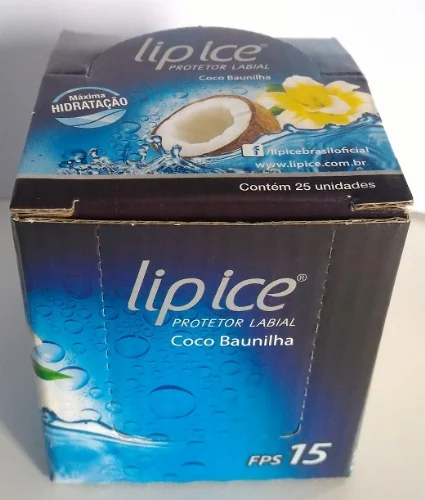 lip ice®
PROTETOR LABIAL
Coco Baunilha
Máxima
HIDRATAÇÃO
f /lipicebrasiloficial
www.lipice.com.br
Contém 25 unidades
lip ice®
PROTETOR LABIAL
Coco Baunilha
FPS 15